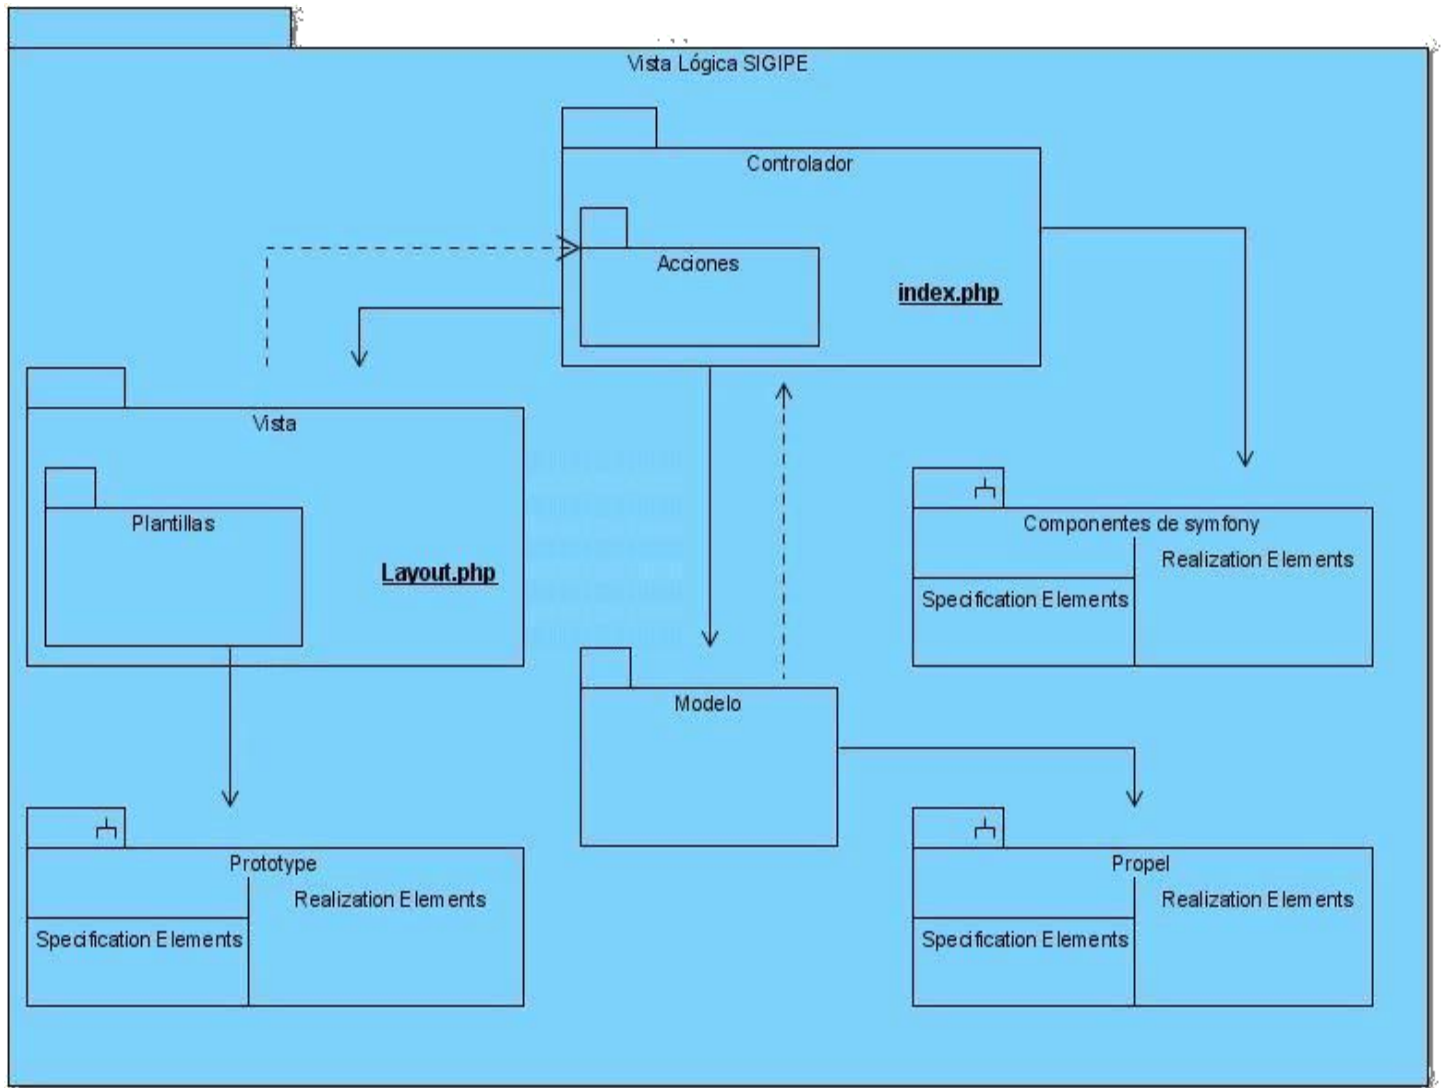 Vista Lógica SIGIPE
Controlador
Acciones
index.php
Vista
Plantillas
Layout.php
Componentes de symfony
Realization Elements
Specification Elements
Modelo
Prototype
Realization Elements
Specification Elements
Propel
Realization Elements
Specification Elements